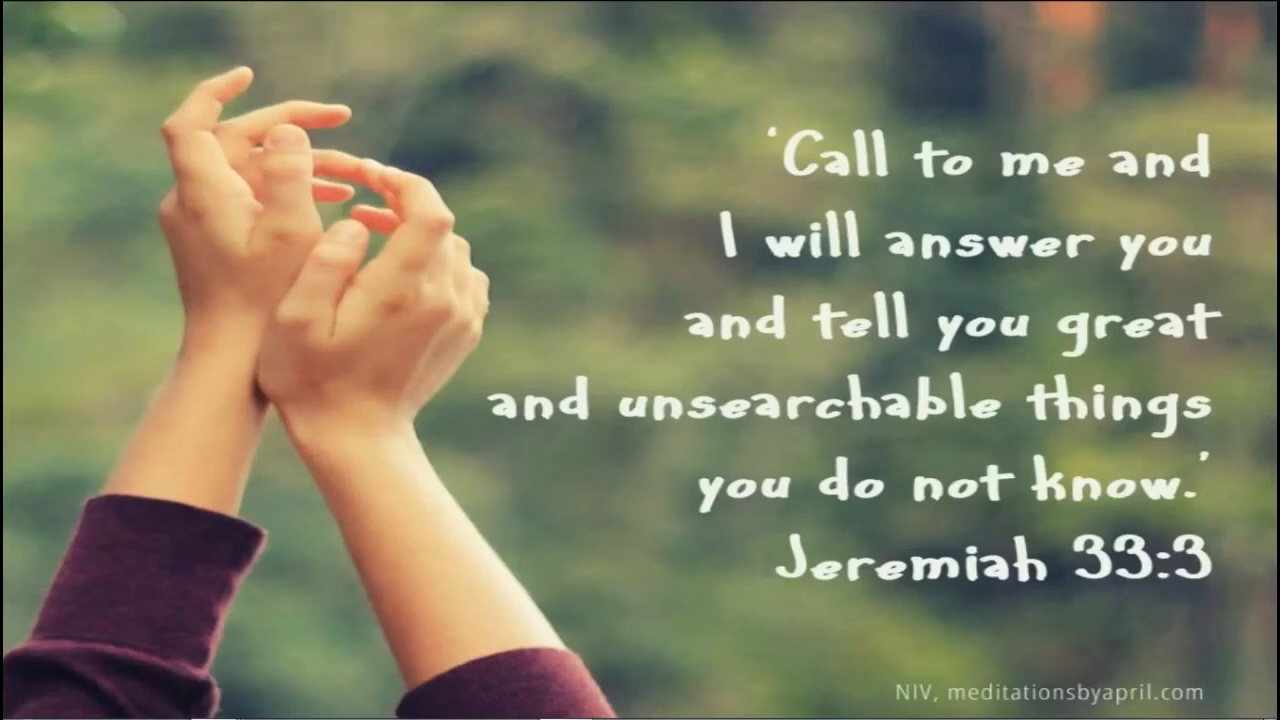 ‘Call to me and
I will answer you
and tell you great
and unsearchable things
you do not know.’
Jeremiah 33:3
NIV, meditationsbyapril.com